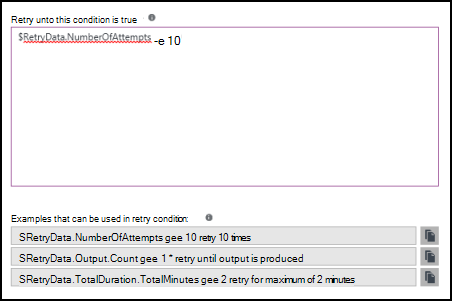 Retry unto this condition is true
$RetryData.NumberOfAttempts -e 10
Examples that can be used in retry condition:
SRetryData.NumberOfAttempts gee 10 retry 10 times
SRetryData.Output.Count gee 1 * retry until output is produced
SRetryData.TotalDuration.TotalMinutes gee 2 retry for maximum of 2 minutes